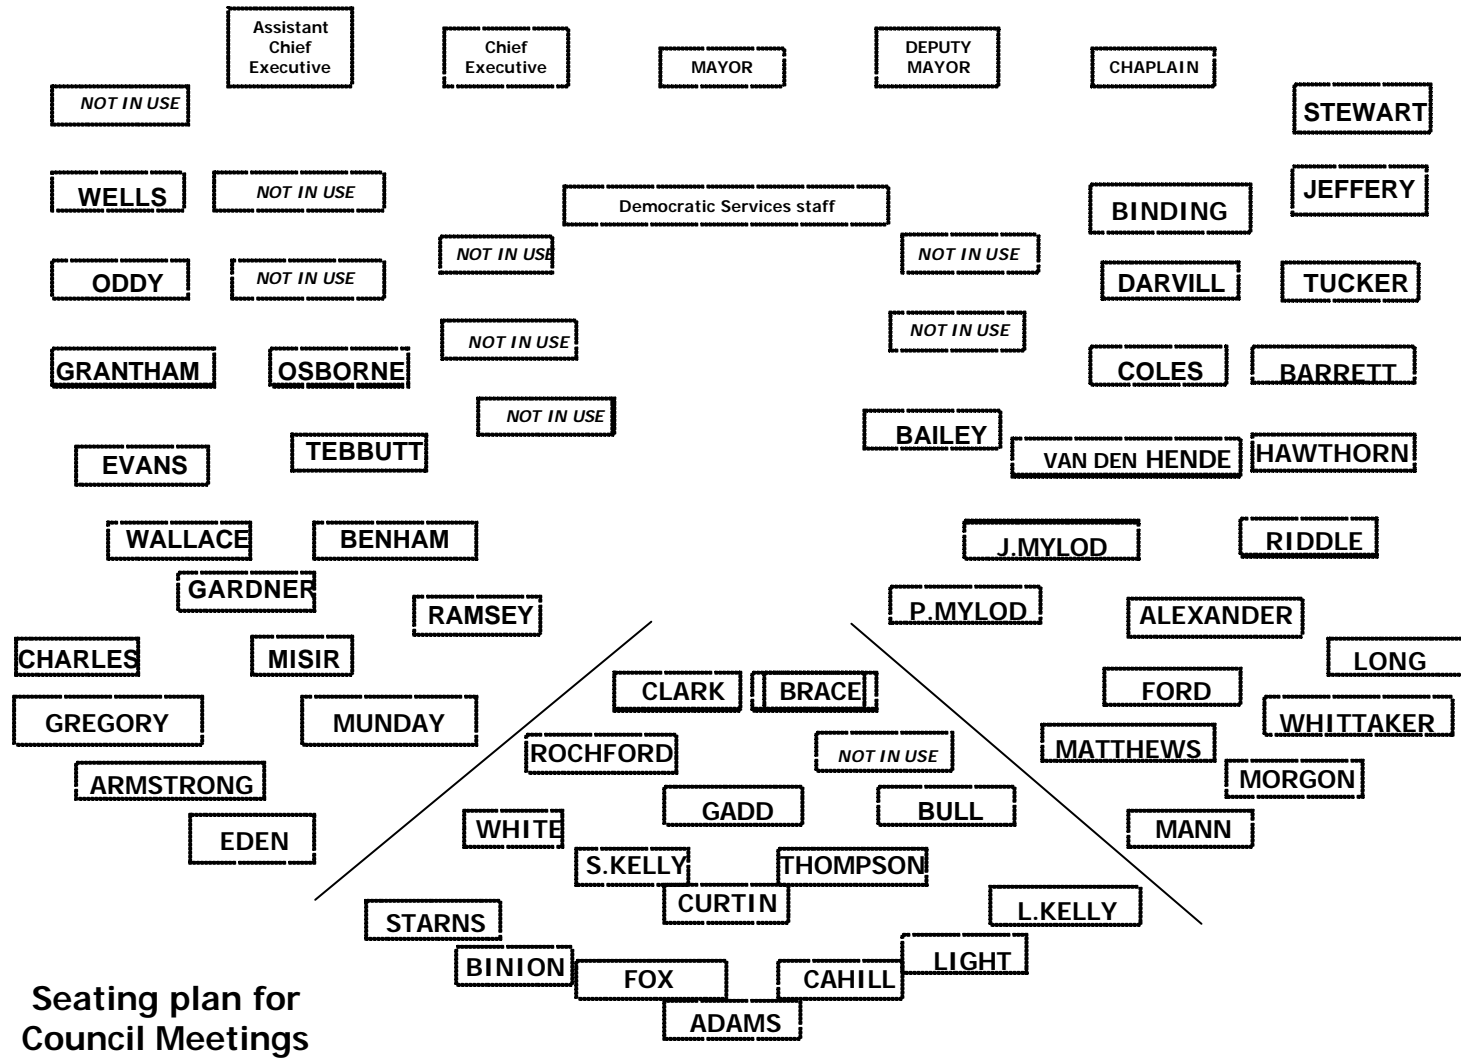 Assistant
Chief
Executive
Chief
Executive
MAYOR
DEPUTY
MAYOR
CHAPLAIN
NOT IN USE
STEWART
WELLS
NOT IN USE
Democratic Services staff
BINDING
JEFFERY
NOT IN USE
NOT IN USE
ODDY
NOT IN USE
DARVILL
TUCKER
NOT IN USE
NOT IN USE
GRANTHAM
OSBORNE
COLES
BARRETT
NOT IN USE
BAILEY
EVANS
TEBBUTT
VAN DEN HENDE
HAWTHORN
WALLACE
BENHAM
J.MYLOD
RIDDLE
GARDNER
RAMSEY
P.MYLOD
ALEXANDER
CHARLES
MISIR
LONG
CLARK
BRACE
FORD
GREGORY
MUNDAY
WHITTAKER
ROCHFORD
NOT IN USE
MATTHEWS
ARMSTRONG
MORGON
GADD
BULL
EDEN
WHITE
MANN
S.KELLY
THOMPSON
CURTIN
STARNS
L.KELLY
BINION
LIGHT
FOX
CAHILL
ADAMS
Seating plan for
Council Meetings